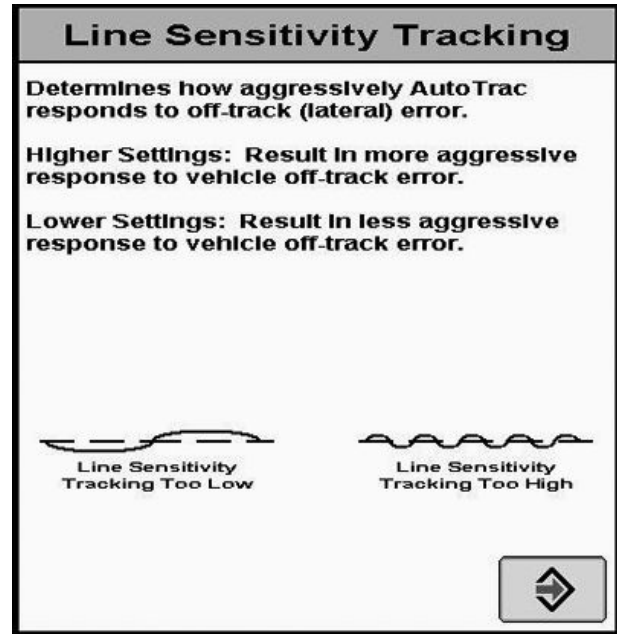 Line Sensitivity Tracking
Determines how aggressively AutoTrac
responds to off-track (lateral) error.
Higher Settings: Result in more aggressive
response to vehicle off-track error.
Lower Settings: Result in less aggressive
response to vehicle off-track error.
Line Sensitivity
Tracking Too Low
Line Sensitivity
Tracking Too High